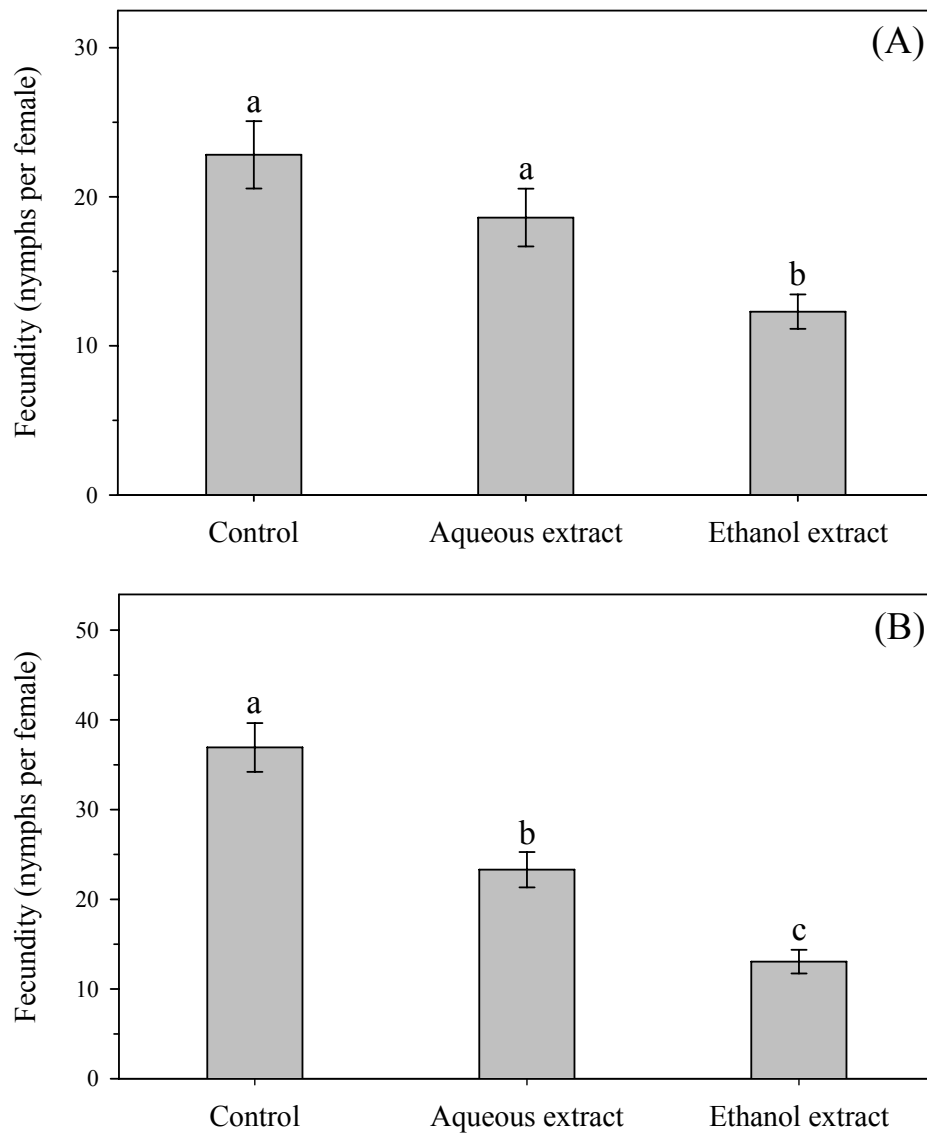 (A)
Fecundity (nymphs per female)
30
20
10
0
a
a
b
Control
Aqueous extract
Ethanol extract
(B)
Fecundity (nymphs per female)
50
40
30
20
10
0
a
b
c
Control
Aqueous extract
Ethanol extract